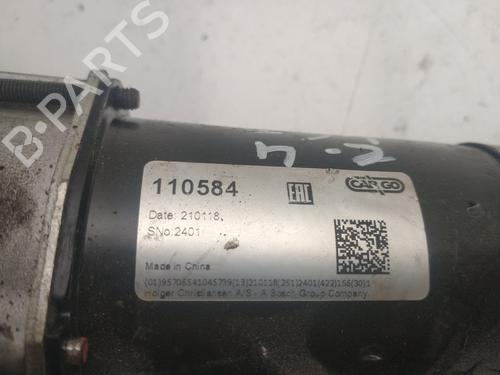 B-PARTS
110584
EAC
CARGO
Date: 210118
SNo:2401
Made in China
(01)95706541045739(13)210118(251)2401(422)156(30)1
Holger Christiansen A/S - A Bosch Group Company